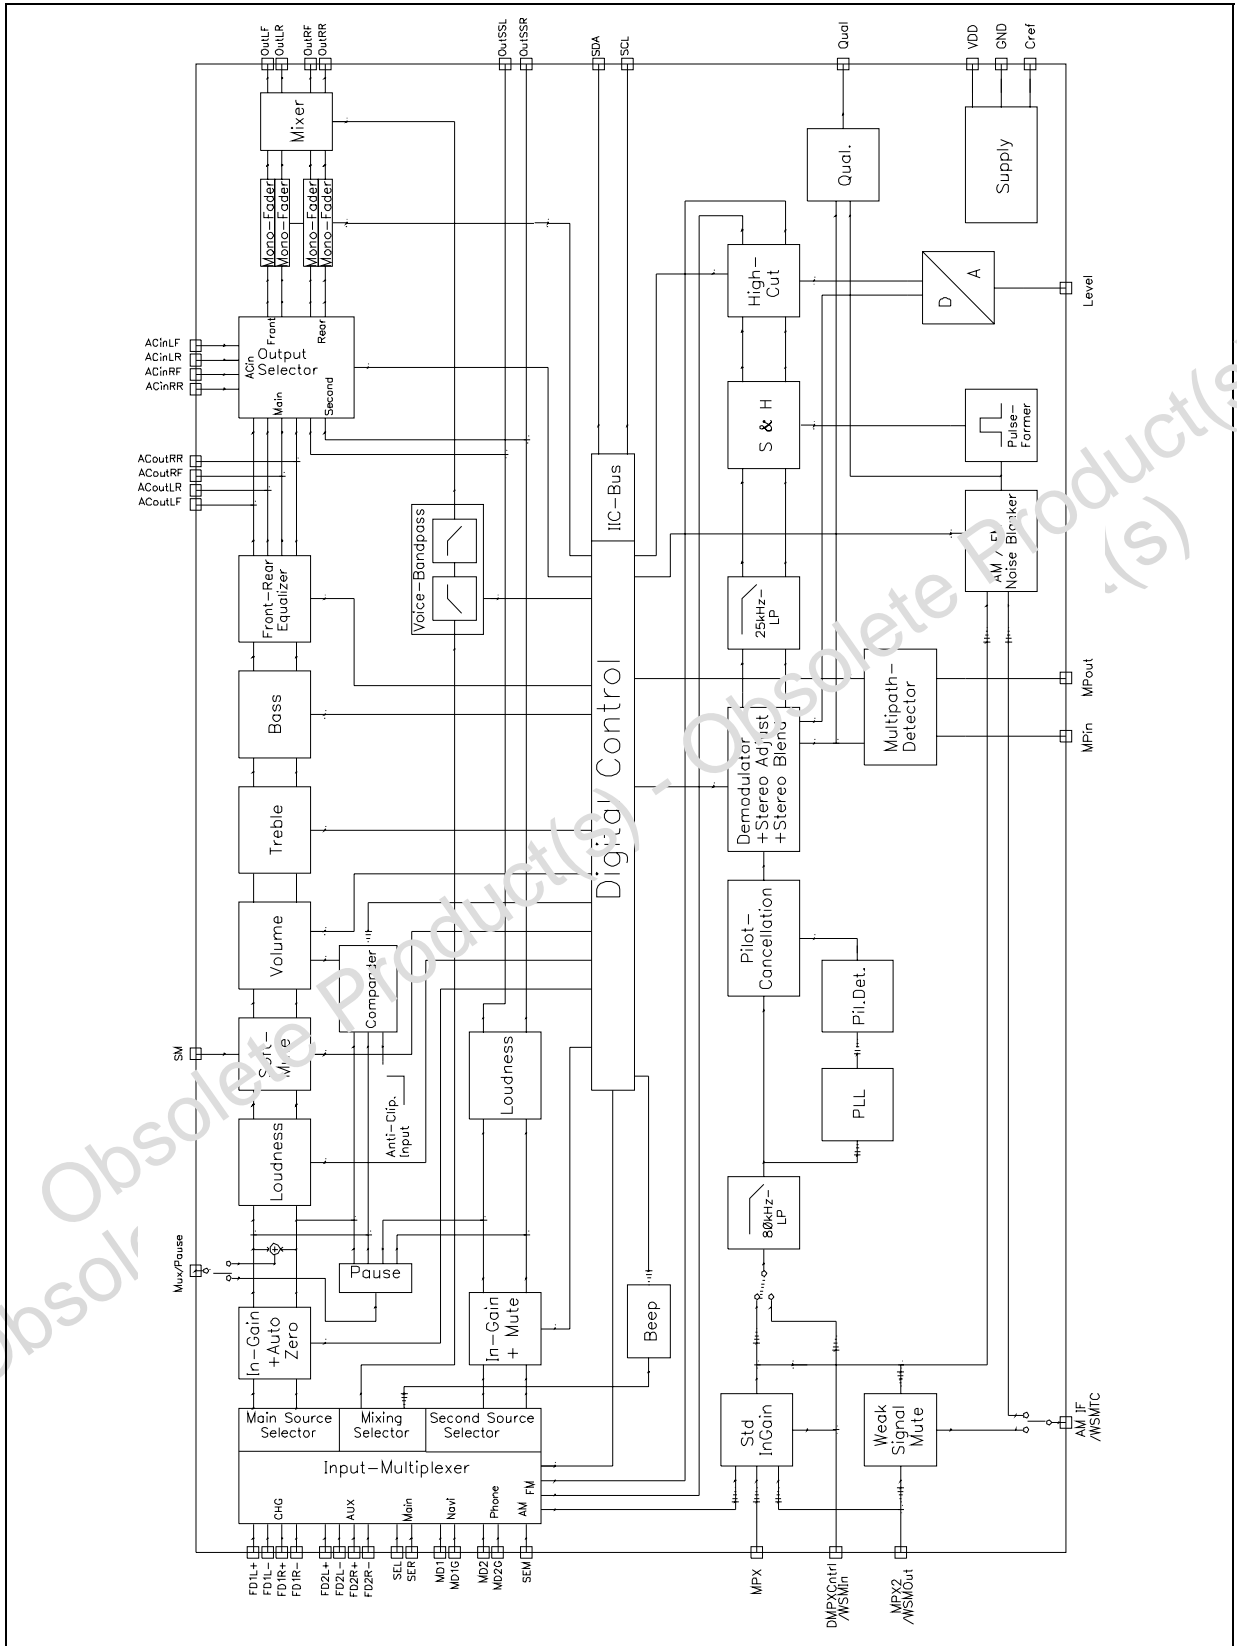 OutLF
OutLR
OutRF
OutRR
OutSSL
OutSSR
SDA
SCL
Qual
VDD
GND
Cref
Mixer
Qual.
Supply
Mono-Fader
Mono-Fader
Mono-Fader
Mono-Fader
High-
Cut
D
A
Level
ACinLF
ACinLR
ACinRF
ACinRR
ACin
Front
Rear
Output
Selector
Main
Second
S & H
Pulse-
Former
ACoutRR
ACoutRF
ACoutLR
ACoutLF
IIC-Bus
AM /
Noise
Voice-Bandpass
Front-Rear
Equalizer
25kHz-
LP
Bass
Digital Control
Demodulator
+Stereo Adjust
+Stereo Blend
Multipath-
Detector
MPout
MPin
Treble
Volume
Compander
Pilot-
Cancellation
Pil.Det.
SM
Loudness
PLL
Loudness
Anti-Clip.
Input
80kHz-
LP
Mux/Pause
+
Pause
In-Gain
+Auto
Zero
In-Gain
+ Mute
Beep
Main Source
Selector
Mixing
Selector
Second Source
Selector
Input-Multiplexer
Std
InGain
Weak
Signal
Mute
AM IF
/WSMTC
CHG
AUX
Main
Navi
Phone
AM
FM
FD1L+
FD1L-
FD1R+
FD1R-
FD2L+
FD2L-
FD2R+
FD2R-
SEL
SER
MD1
MD1G
MD2
MD2G
SEM
MPX
DMPXCntrl
/WSMIn
MPX2
/WSMOut
Obsolete Product(s) - Obsolete Product(s)